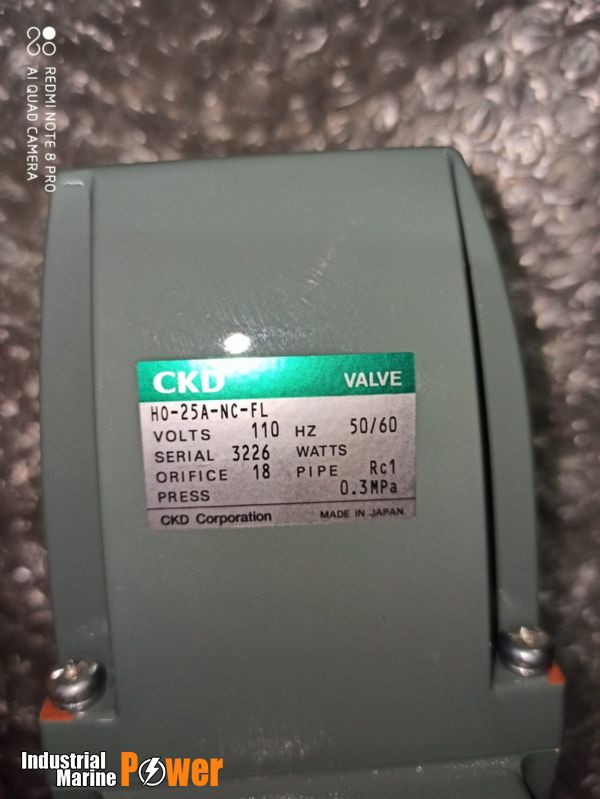 REDMI NOTE 8 PRO
AI QUAD CAMERA
CKD VALVE
HO-25A-NC-FL
VOLTS 110 HZ 50/60
SERIAL 3226 WATTS
ORIFICE 18 PIPE Rc1
PRESS 0.3MPa
CKD Corporation MADE IN JAPAN
Industrial
Marine Power